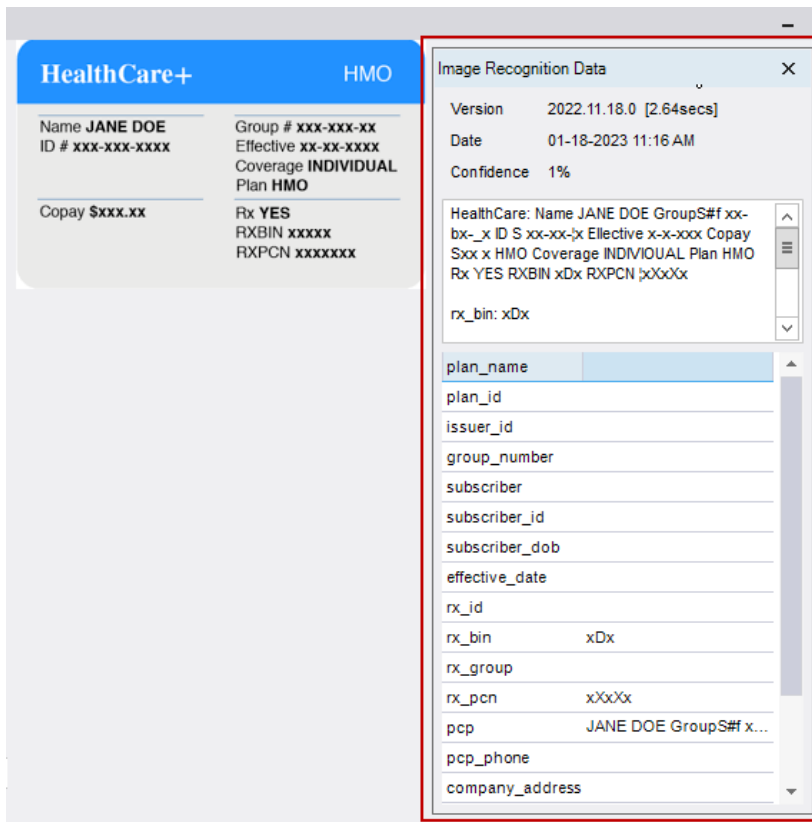 HealthCare+
HMO
Name JANE DOE
ID # xxx-xxx-xxxx
Group # xxx-xxx-xx
Effective xx-xx-xxxx
Coverage INDIVIDUAL
Plan HMO
Copay $xxx.xx
Rx YES
RXBIN xxxxx
RXPCN xxxxxxx
Image Recognition Data
Version 2022.11.18.0 [2.64secs]
Date 01-18-2023 11:16 AM
Confidence 1%
HealthCare: Name JANE DOE GroupS#f xx-
bx-_x ID S xx-xx-¦x Ellective x-x-xxx Copay
Sxx x HMO Coverage INDIVIOUAL Plan HMO
Rx YES RXBIN xDx RXPCN ¦xXxXx
rx_bin: xDx
plan_name
plan_id
issuer_id
group_number
subscriber
subscriber_id
subscriber_dob
effective_date
rx_id
rx_bin xDx
rx_group
rx_pcn xXxXx
pcp JANE DOE GroupS#f x...
pcp_phone
company_address